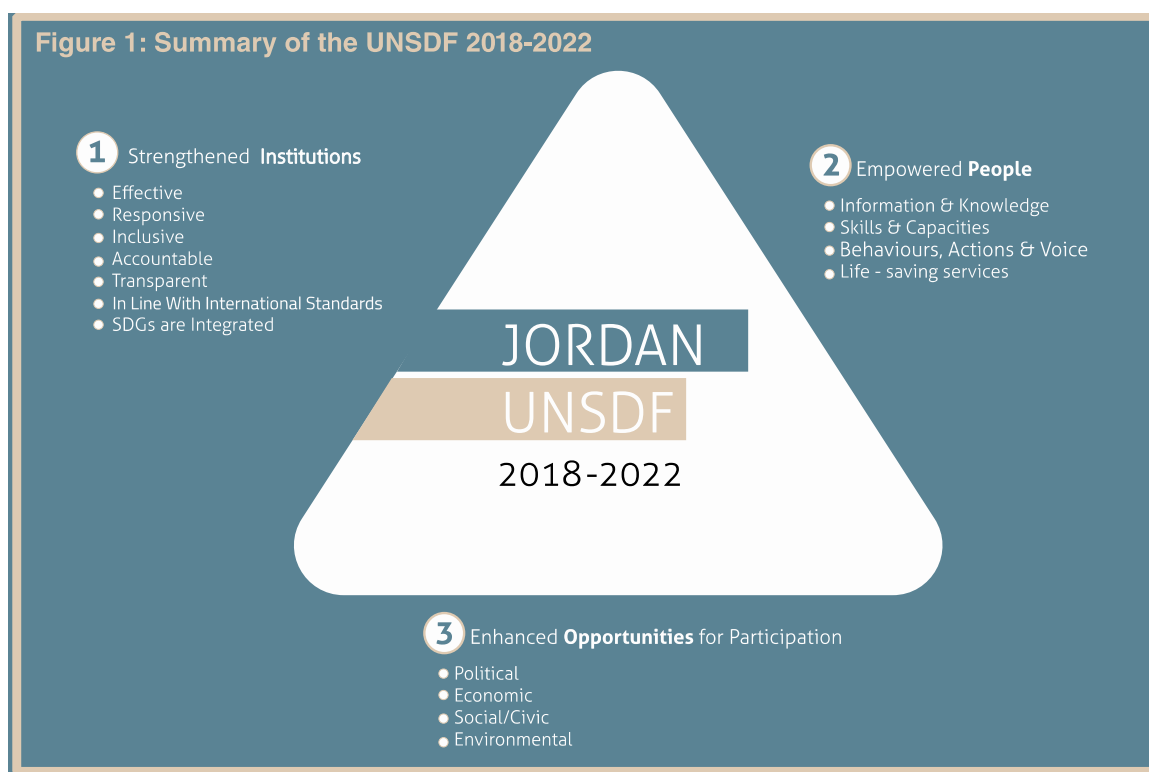 Figure 1: Summary of the UNSDF 2018-2022
1 Strengthened Institutions
Effective
Responsive
Inclusive
Accountable
Transparent
In Line With International Standards
SDGs are Integrated
2 Empowered People
Information & Knowledge
Skills & Capacities
Behaviours, Actions & Voice
Life - saving services
JORDAN
UNSDF
2018-2022
3 Enhanced Opportunities for Participation
Political
Economic
Social/Civic
Environmental